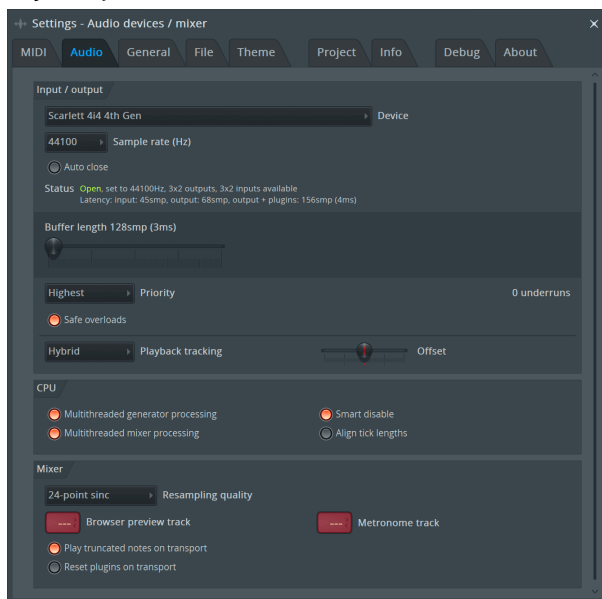 Settings - Audio devices / mixer
MIDI Audio General File Theme Project Info Debug About
Input / output
Scarlett 4i4 4th Gen Device
44100 Sample rate (Hz)
Auto close
Status Open, set to 44100Hz, 3x2 outputs, 3x2 inputs available
Latency: input: 45smp, output: 68smp, output + plugins: 156smp (4ms)
Buffer length 128smp (3ms)
Highest Priority 0 underruns
Safe overloads
Hybrid Playback tracking Offset
CPU
Multithreaded generator processing Smart disable
Multithreaded mixer processing Align tick lengths
Mixer
24-point sinc Resampling quality
--- Browser preview track --- Metronome track
Play truncated notes on transport
Reset plugins on transport